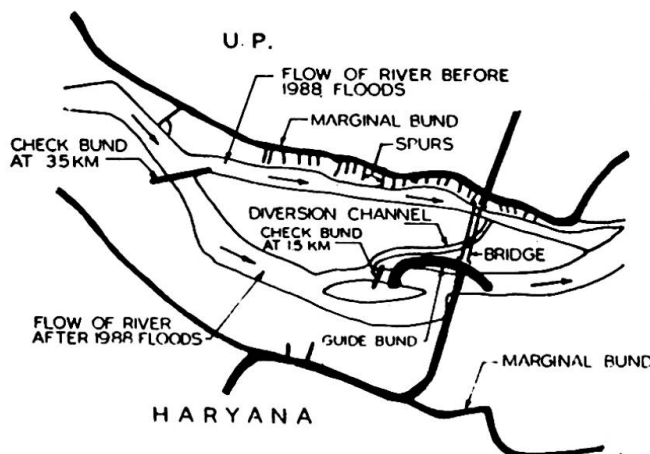 U.P.
FLOW OF RIVER BEFORE
1988 FLOODS
MARGINAL BUND
SPURS
CHECK BUND
AT 35KM
DIVERSION CHANNEL
CHECK BUND
AT 15 KM
BRIDGE
FLOW OF RIVER
AFTER 1988 FLOODS
GUIDE BUND
MARGINAL BUND
HARYANA